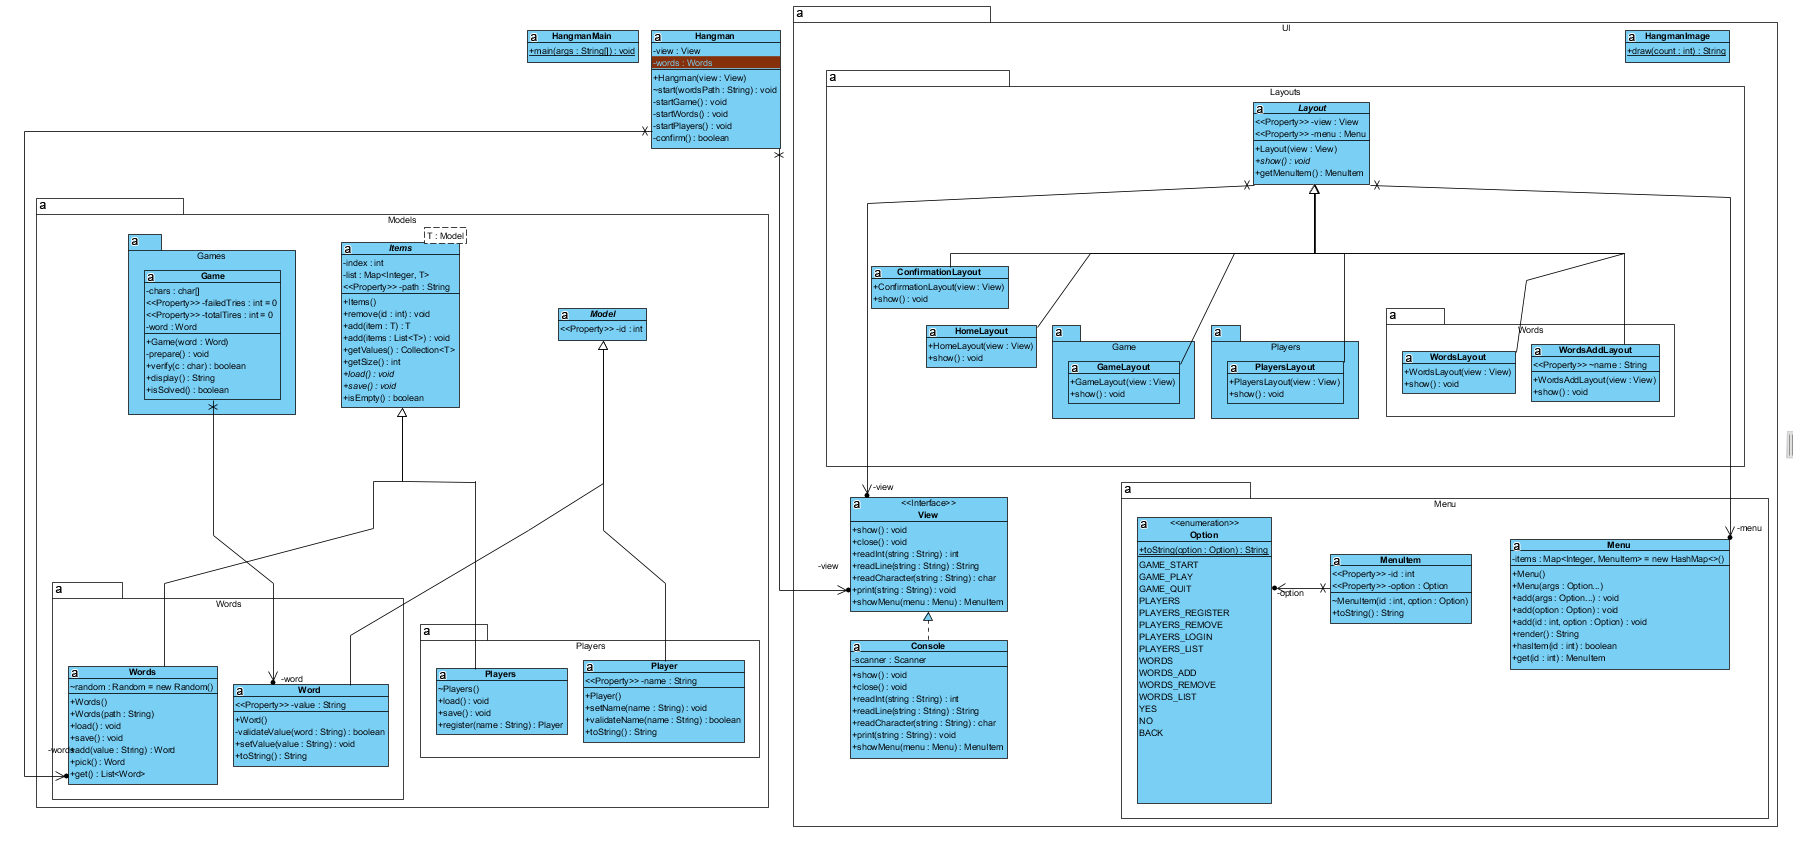 a
UI
a HangmanMain
+main(args : String[]) : void
a Hangman
-view : View
-words : Words
+Hangman(view : View)
~start(wordsPath : String) : void
-startGame() : void
-startWords() : void
-startPlayers() : void
-confirm() : boolean
a HangmanImage
+draw(count : int) : String
a
Layouts
a Layout
<<Property>> -view : View
<<Property>> -menu : Menu
+Layout(view : View)
+show() : void
+getMenuItem() : MenuItem
a ConfirmationLayout
+ConfirmationLayout(view : View)
+show() : void
a HomeLayout
+HomeLayout(view : View)
+show() : void
a
Game
a GameLayout
+GameLayout(view : View)
+show() : void
a
Players
a PlayersLayout
+PlayersLayout(view : View)
+show() : void
a
Words
a WordsLayout
+WordsLayout(view : View)
+show() : void
a WordsAddLayout
<<Property>> ~name : String
+WordsAddLayout(view : View)
+show() : void
a
Models
a
Games
a Game
-chars : char[]
<<Property>> -failedTries : int = 0
<<Property>> -totalTires : int = 0
-word : Word
+Game(word : Word)
-prepare() : void
+verify(c : char) : boolean
+display() : String
+isSolved() : boolean
T : Model
a Items
-index : int
-list : Map<Integer, T>
<<Property>> -path : String
+Items()
+remove(id : int) : void
+add(item : T) : T
+add(items : List<T>) : void
+getValues() : Collection<T>
+getSize() : int
+load() : void
+save() : void
+isEmpty() : boolean
a Model
<<Property>> -id : int
a
Words
a Words
~random : Random = new Random()
+Words()
+Words(path : String)
+load() : void
+save() : void
+add(value : String) : Word
+pick() : Word
+get() : List<Word>
-words
-word
a Word
<<Property>> -value : String
+Word()
-validateValue(word : String) : boolean
+setValue(value : String) : void
+toString() : String
a
Players
a Players
~Players()
+load() : void
+save() : void
+register(name : String) : Player
a Player
<<Property>> -name : String
+Player()
+setName(name : String) : void
+validateName(name : String) : boolean
+toString() : String
-view
-view
a <<Interface>>
View
+show() : void
+close() : void
+readInt(string : String) : int
+readLine(string : String) : String
+readCharacter(string : String) : char
+print(string : String) : void
+showMenu(menu : Menu) : MenuItem
a Console
-scanner : Scanner
+show() : void
+close() : void
+readInt(string : String) : int
+readLine(string : String) : String
+readCharacter(string : String) : char
+print(string : String) : void
+showMenu(menu : Menu) : MenuItem
a
Menu
a <<enumeration>>
Option
+toString(option : Option) : String
GAME_START
GAME_PLAY
GAME_QUIT
PLAYERS
PLAYERS_REGISTER
PLAYERS_REMOVE
PLAYERS_LOGIN
PLAYERS_LIST
WORDS
WORDS_ADD
WORDS_REMOVE
WORDS_LIST
YES
NO
BACK
-option
a MenuItem
<<Property>> -id : int
<<Property>> -option : Option
~MenuItem(id : int, option : Option)
+toString() : String
-menu
a Menu
-items : Map<Integer, MenuItem> = new HashMap<>()
+Menu()
+Menu(args : Option...)
+add(args : Option...) : void
+add(option : Option) : void
+add(id : int, option : Option) : void
+render() : String
+hasItem(id : int) : boolean
+get(id : int) : MenuItem